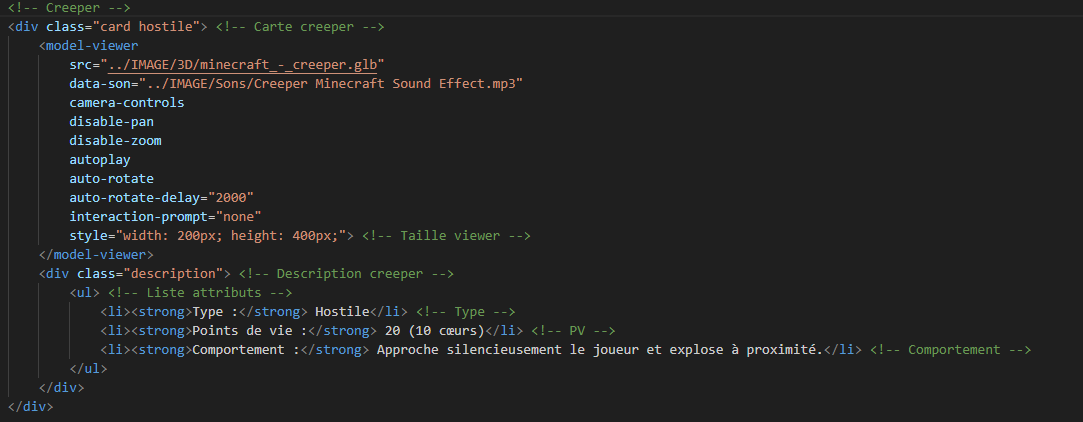 <!-- Creeper -->
<div class="card hostile"> <!-- Carte creeper -->
    <model-viewer
        src="../IMAGE/3D/minecraft_-_creeper.glb"
        data-son="../IMAGE/Sons/Creeper Minecraft Sound Effect.mp3"
        camera-controls
        disable-pan
        disable-zoom
        autoplay
        auto-rotate
        auto-rotate-delay="2000"
        interaction-prompt="none"
        style="width: 200px; height: 400px;"> <!-- Taille viewer -->
    </model-viewer>
    <div class="description"> <!-- Description creeper -->
        <ul> <!-- Liste attributs -->
            <li><strong>Type :</strong> Hostile</li> <!-- Type -->
            <li><strong>Points de vie :</strong> 20 (10 cœurs)</li> <!-- PV -->
            <li><strong>Comportement :</strong> Approche silencieusement le joueur et explose à proximité.</li> <!-- Comportement -->
        </ul>
    </div>
</div>